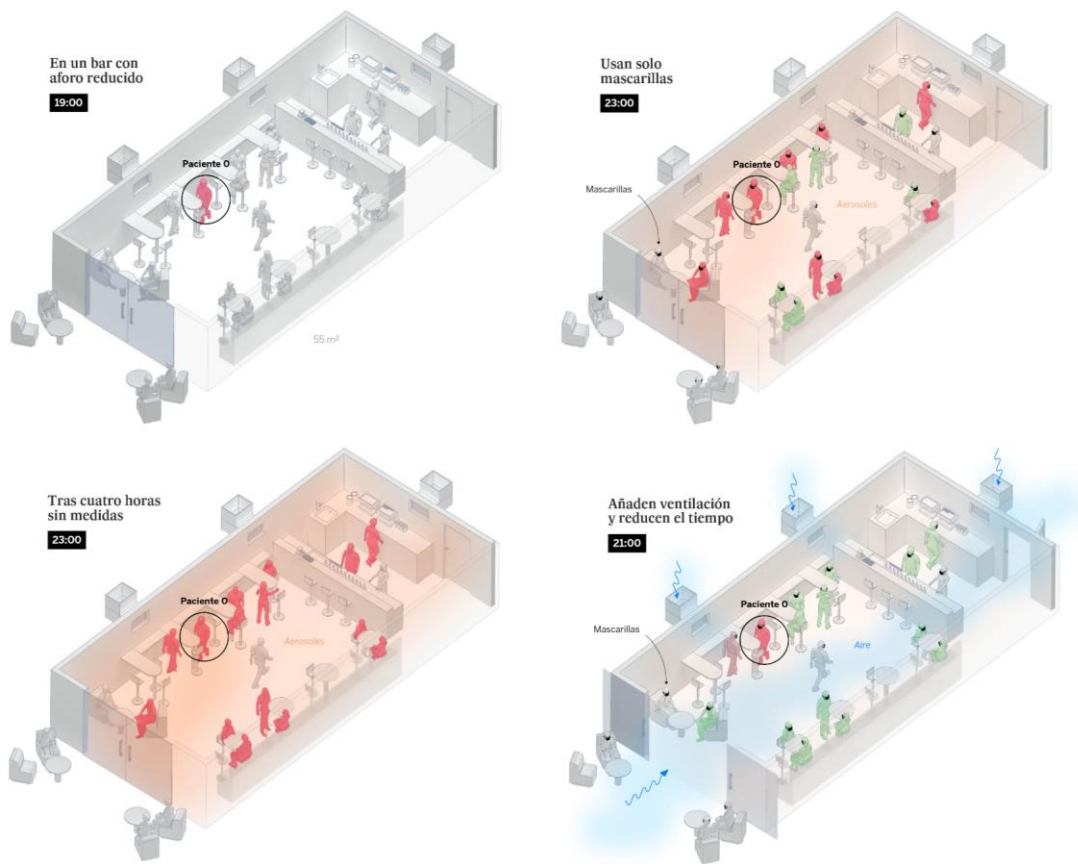 En un bar con
aforo reducido
19:00
Paciente 0
55 m²
Usan solo
mascarillas
23:00
Paciente 0
Mascarillas
Aerosoles
Tras cuatro horas
sin medidas
23:00
Paciente 0
Aerosoles
Añaden ventilación
y reducen el tiempo
21:00
Paciente 0
Mascarillas
Aire